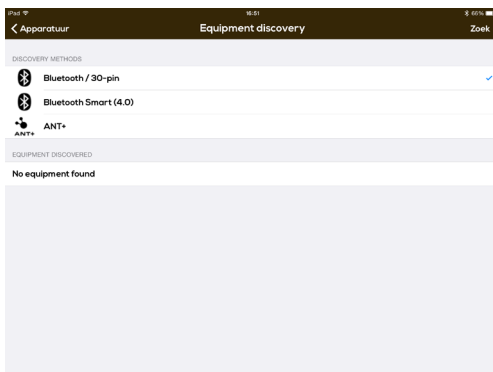 iPad 16:51 66%
Apparatuur Equipment discovery Zoek
DISCOVERY METHODS
Bluetooth / 30-pin
Bluetooth Smart (4.0)
ANT+
ANT+
EQUIPMENT DISCOVERED
No equipment found